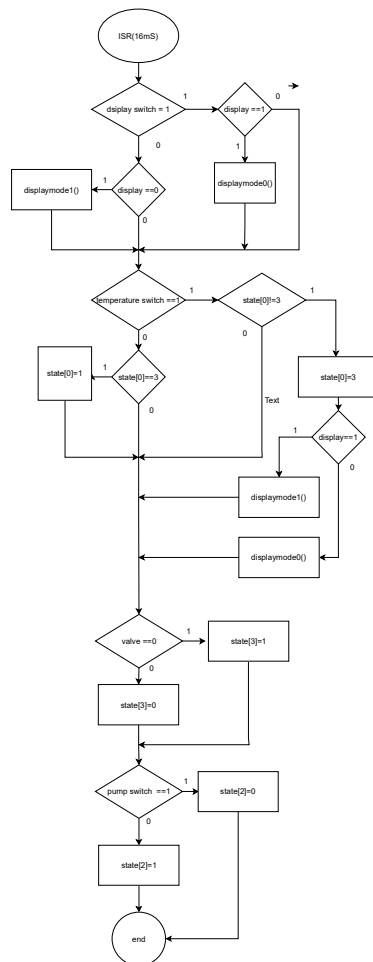 ISR(16mS)
dsiplay switch = 1
1
display ==1
0
0
1
displaymode1()
1
display ==0
displaymode0()
0
temperature switch ==1
1
state[0]!=3
1
0
0
state[0]=1
1
state[0]==3
state[0]=3
0
Text
1
display==1
0
displaymode1()
displaymode0()
valve ==0
1
state[3]=1
0
state[3]=0
pump switch ==1
1
state[2]=0
0
state[2]=1
end